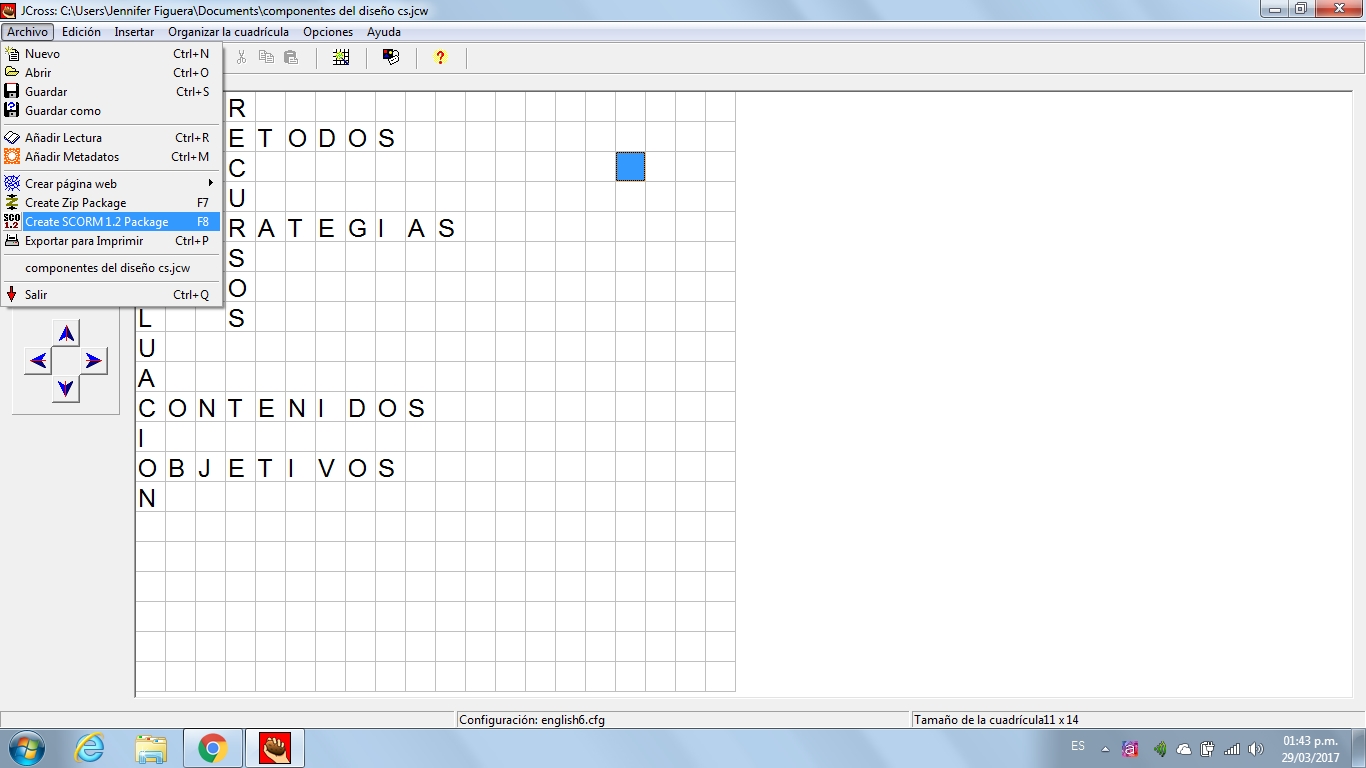 JCross: C:\Users\Jennifer Figuera\Documents\componentes del diseño cs.jcw
Archivo Edición Insertar Organizar la cuadrícula Opciones Ayuda
Nuevo Ctrl+N
Abrir Ctrl+O
Guardar Ctrl+S
Guardar como
Añadir Lectura Ctrl+R
Añadir Metadatos Ctrl+M
Crear página web
Create Zip Package F7
SCO 1.2 Create SCORM 1.2 Package F8
Exportar para Imprimir Ctrl+P
componentes del diseño cs.jcw
Salir Ctrl+Q
R
E T O D O S
C
U
R A T E G I A S
S
O
L S
U
A
C O N T E N I D O S
I
O B J E T I V O S
N
Configuración: english6.cfg
Tamaño de la cuadrícula11 x 14
ES
01:43 p.m.
29/03/2017